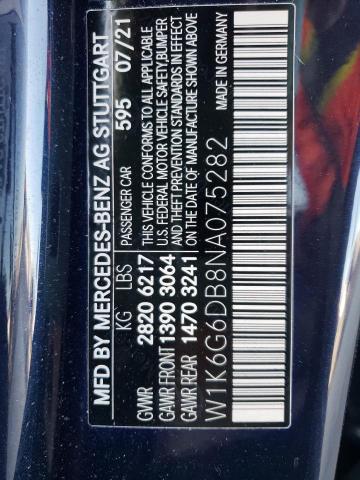 MFD BY MERCEDES-BENZ AG STUTTGART
595 07/21
PASSENGER CAR
THIS VEHICLE CONFORMS TO ALL APPLICABLE
U.S. FEDERAL MOTOR VEHICLE SAFETY,BUMPER
AND THEFT PREVENTION STANDARDS IN EFFECT
ON THE DATE OF MANUFACTURE SHOWN ABOVE
MADE IN GERMANY
KG LBS
GVWR 2820 6217
GAWR FRONT 1390 3064
GAWR REAR 1470 3241
W1K6G6DB8NA075282